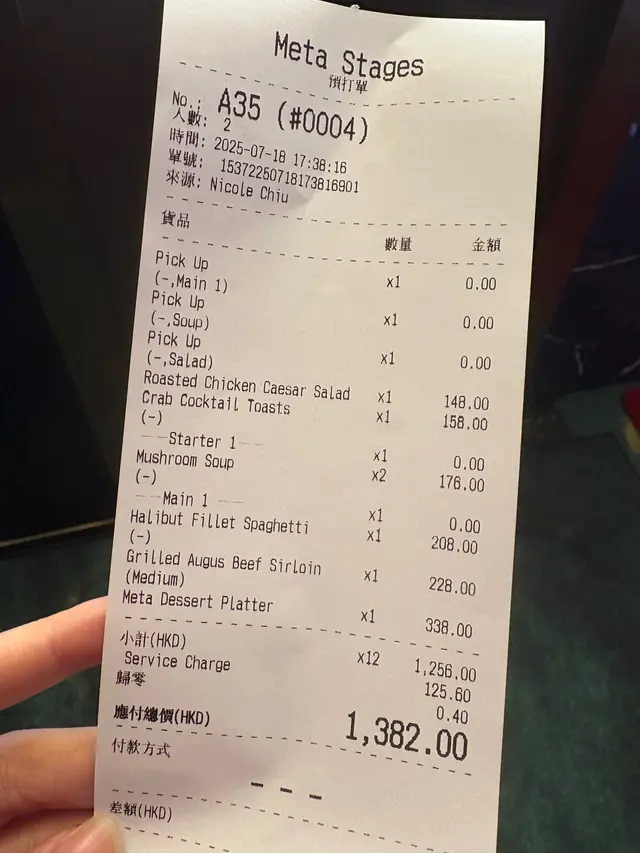 Meta Stages
預打單
No.: A35 (#0004)
人數: 2
時間: 2025-07-18 17:38:16
單號: 15372250718173816901
來源: Nicole Chiu
貨品 數量 金額
Pick Up x1 0.00
(-,Main 1)
Pick Up x1 0.00
(-,Soup)
Pick Up x1 0.00
(-,Salad)
Roasted Chicken Caesar Salad x1 148.00
Crab Cocktail Toasts x1 158.00
(-)
---Starter 1--- x1 0.00
Mushroom Soup x2 176.00
(-)
---Main 1 --- x1 0.00
Halibut Fillet Spaghetti x1 208.00
(-)
Grilled Augus Beef Sirloin x1 228.00
(Medium)
Meta Dessert Platter x1 338.00
小計(HKD) x12 1,256.00
Service Charge 125.60
歸零 0.40
應付總價(HKD) 1,382.00
付款方式
---
差額(HKD)